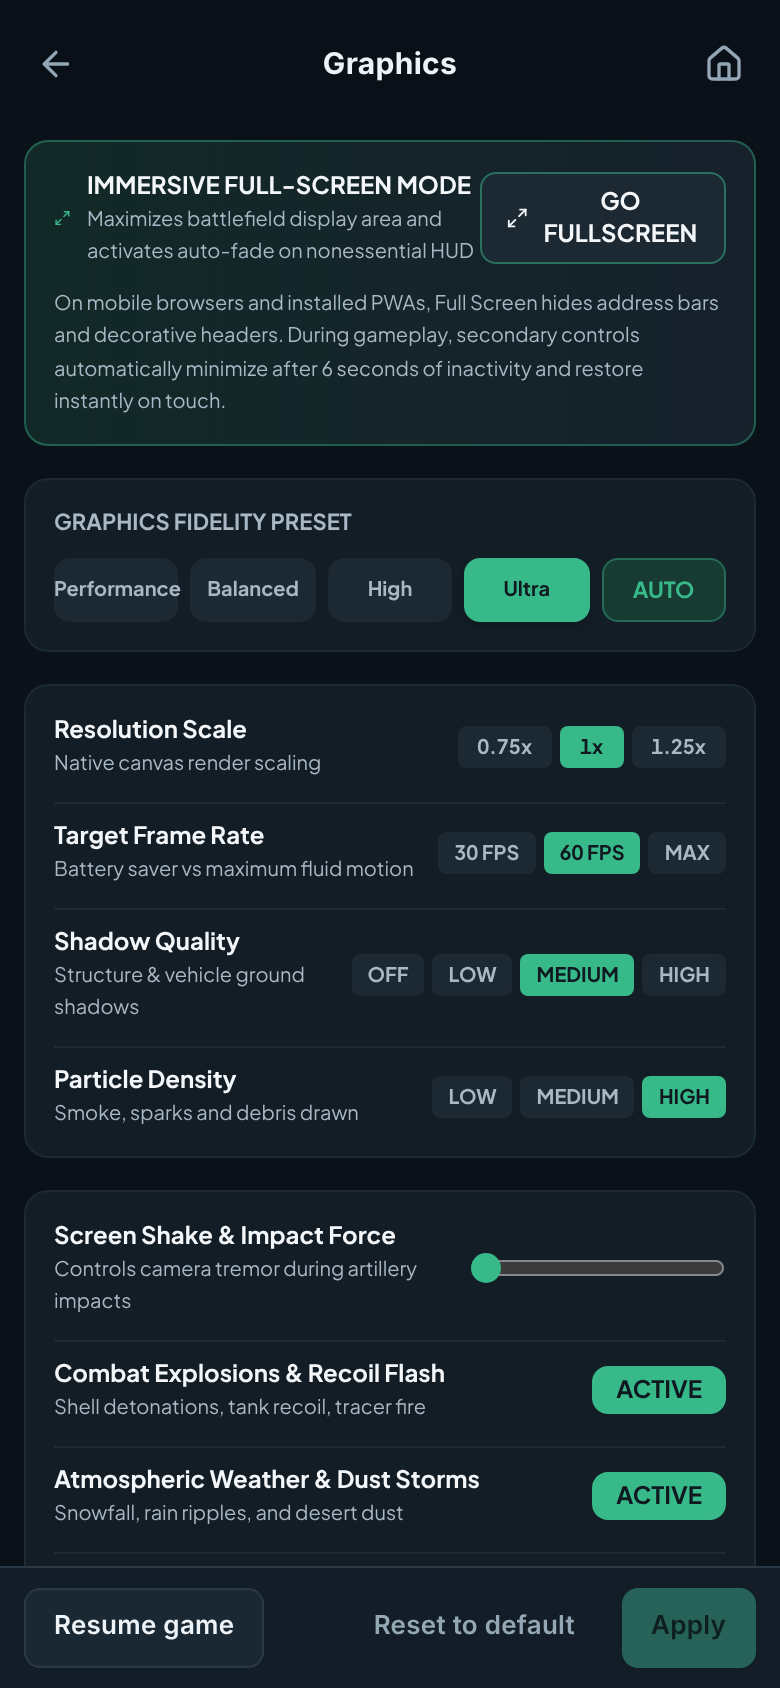 Graphics
IMMERSIVE FULL-SCREEN MODE
Maximizes battlefield display area and
activates auto-fade on nonessential HUD
GO
FULLSCREEN
On mobile browsers and installed PWAs, Full Screen hides address bars
and decorative headers. During gameplay, secondary controls
automatically minimize after 6 seconds of inactivity and restore
instantly on touch.
GRAPHICS FIDELITY PRESET
Performance Balanced High Ultra AUTO
Resolution Scale
Native canvas render scaling
0.75x 1x 1.25x
Target Frame Rate
Battery saver vs maximum fluid motion
30 FPS 60 FPS MAX
Shadow Quality
Structure & vehicle ground
shadows
OFF LOW MEDIUM HIGH
Particle Density
Smoke, sparks and debris drawn
LOW MEDIUM HIGH
Screen Shake & Impact Force
Controls camera tremor during artillery
impacts
Combat Explosions & Recoil Flash
Shell detonations, tank recoil, tracer fire
ACTIVE
Atmospheric Weather & Dust Storms
Snowfall, rain ripples, and desert dust
ACTIVE
Resume game Reset to default Apply